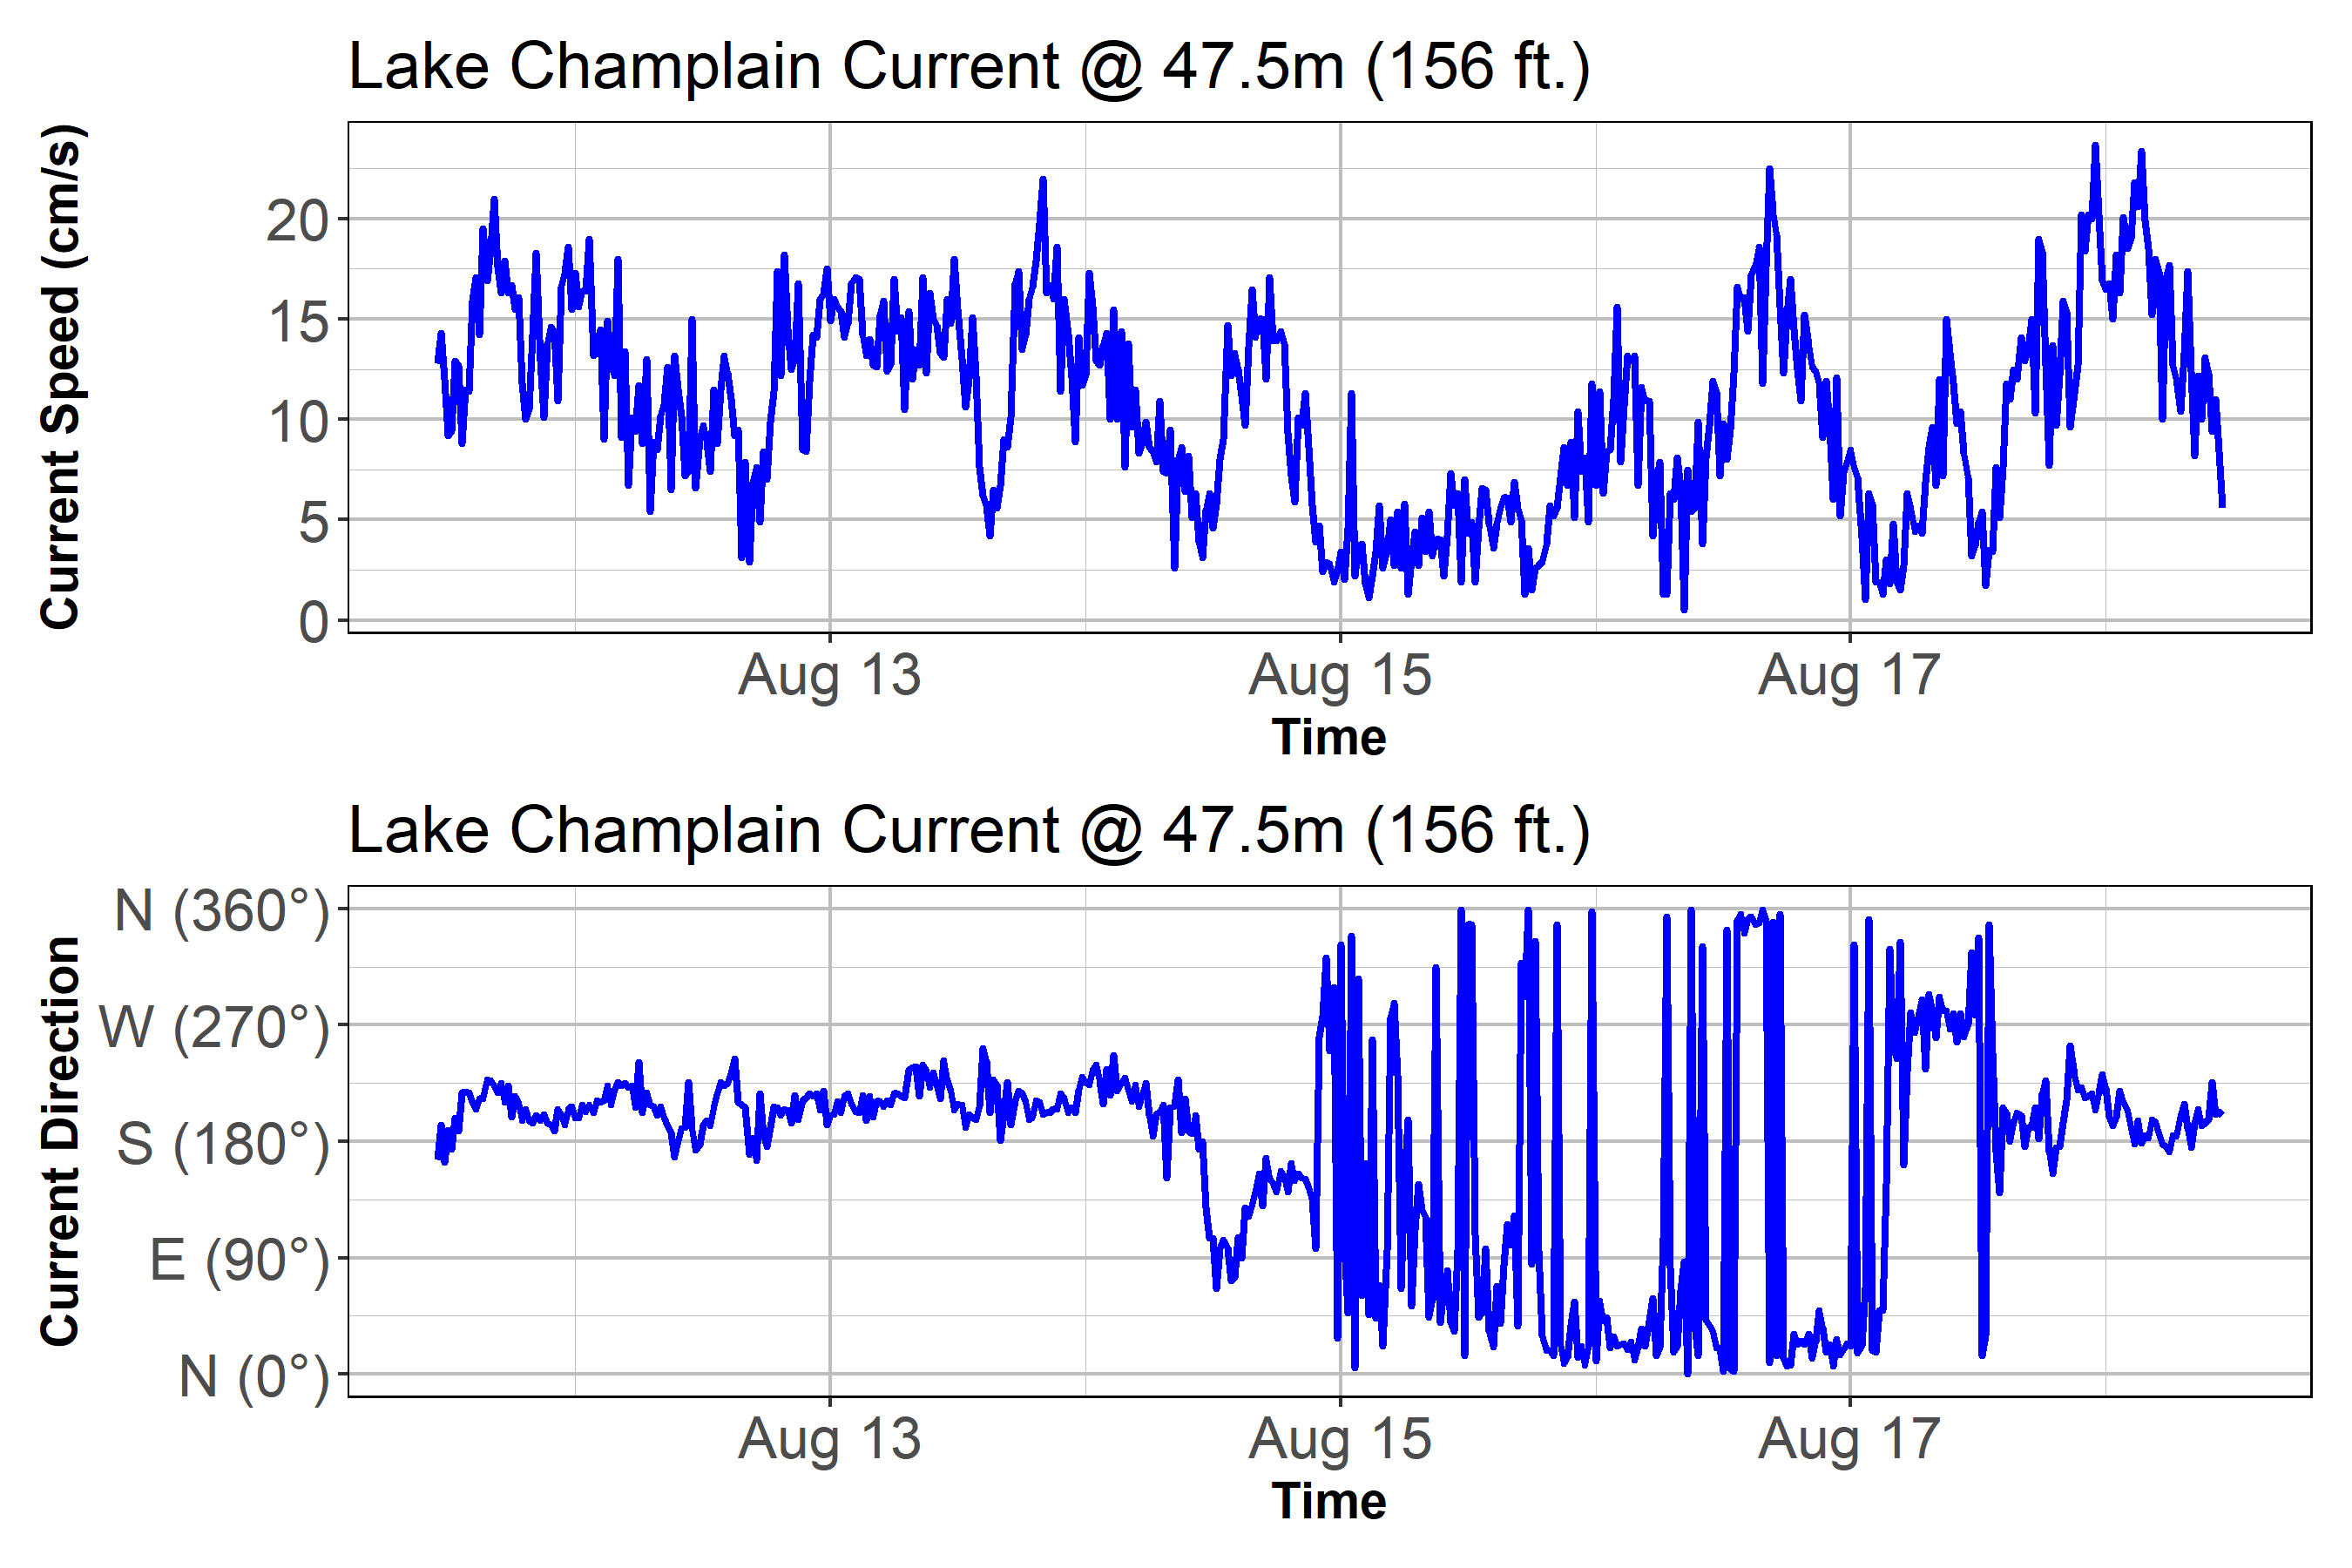 Lake Champlain Current @ 47.5m (156 ft.)
Current Speed (cm/s)
20
15
10
5
0
Aug 13 Aug 15 Aug 17
Time
Lake Champlain Current @ 47.5m (156 ft.)
Current Direction
N (360°)
W (270°)
S (180°)
E (90°)
N (0°)
Aug 13 Aug 15 Aug 17
Time